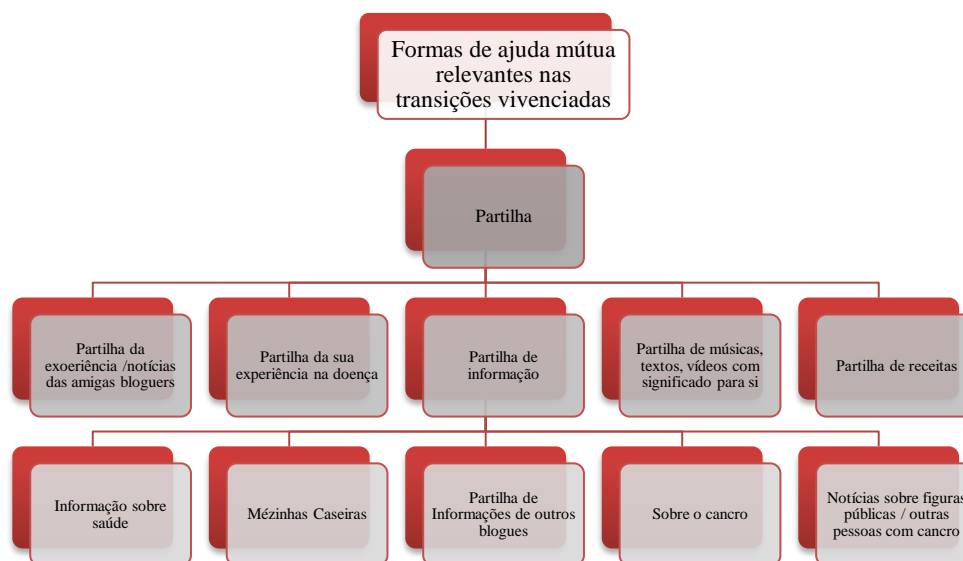 Formas de ajuda mútua
relevantes nas
transições vivenciadas
Partilha
Partilha da
exoeriência /notícias
das amigas bloguers
Partilha da sua
experiência na doença
Partilha de
informação
Partilha de músicas,
textos, vídeos com
significado para si
Partilha de receitas
Informação sobre
saúde
Mézinhas Caseiras
Partilha de
Informações de outros
blogues
Sobre o cancro
Notícias sobre figuras
públicas / outras
pessoas com cancro